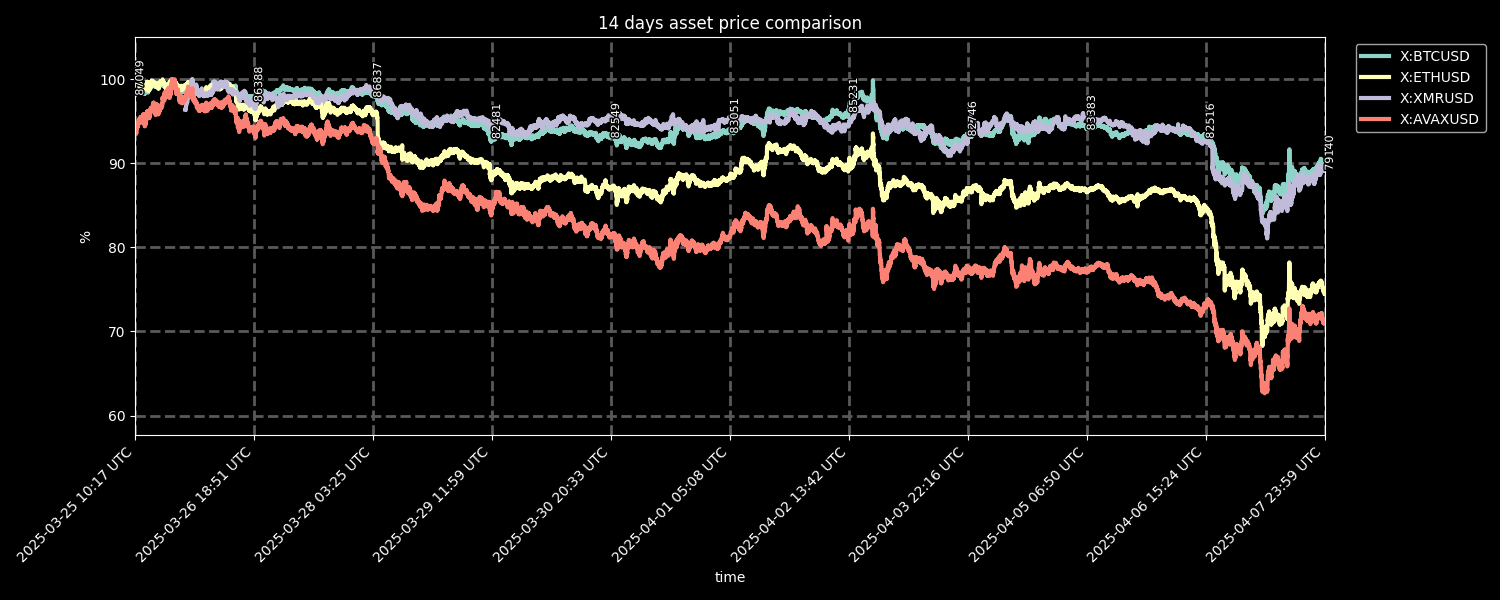 14 days asset price comparison
X:BTCUSD
X:ETHUSD
X:XMRUSD
X:AVAXUSD
100
90
80
70
60
%
87049
86388
86837
82481
82549
83051
85231
82746
83383
82516
79140
2025-03-25 10:17 UTC
2025-03-26 18:51 UTC
2025-03-28 03:25 UTC
2025-03-29 11:59 UTC
2025-03-30 20:33 UTC
2025-04-01 05:08 UTC
2025-04-02 13:42 UTC
2025-04-03 22:16 UTC
2025-04-05 06:50 UTC
2025-04-06 15:24 UTC
2025-04-07 23:59 UTC
time